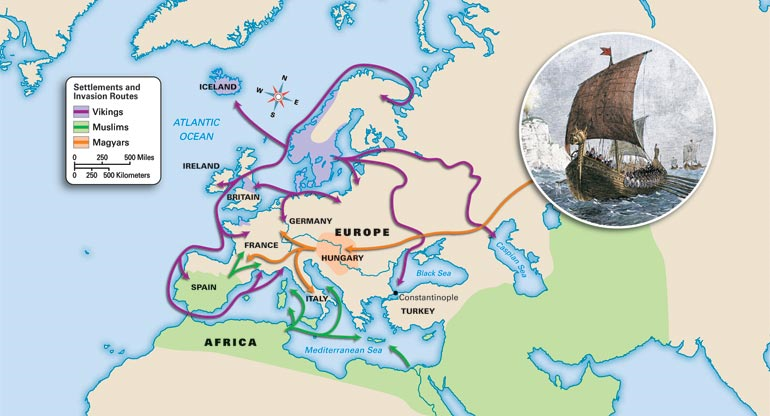 Settlements and
Invasion Routes
Vikings
Muslims
Magyars
0 250 500 Miles
0 250 500 Kilometers
N
W E
S
ICELAND
ATLANTIC
OCEAN
IRELAND
BRITAIN
GERMANY
EUROPE
FRANCE
HUNGARY
Caspian Sea
Black Sea
SPAIN
ITALY
Constantinople
TURKEY
AFRICA
Mediterranean Sea